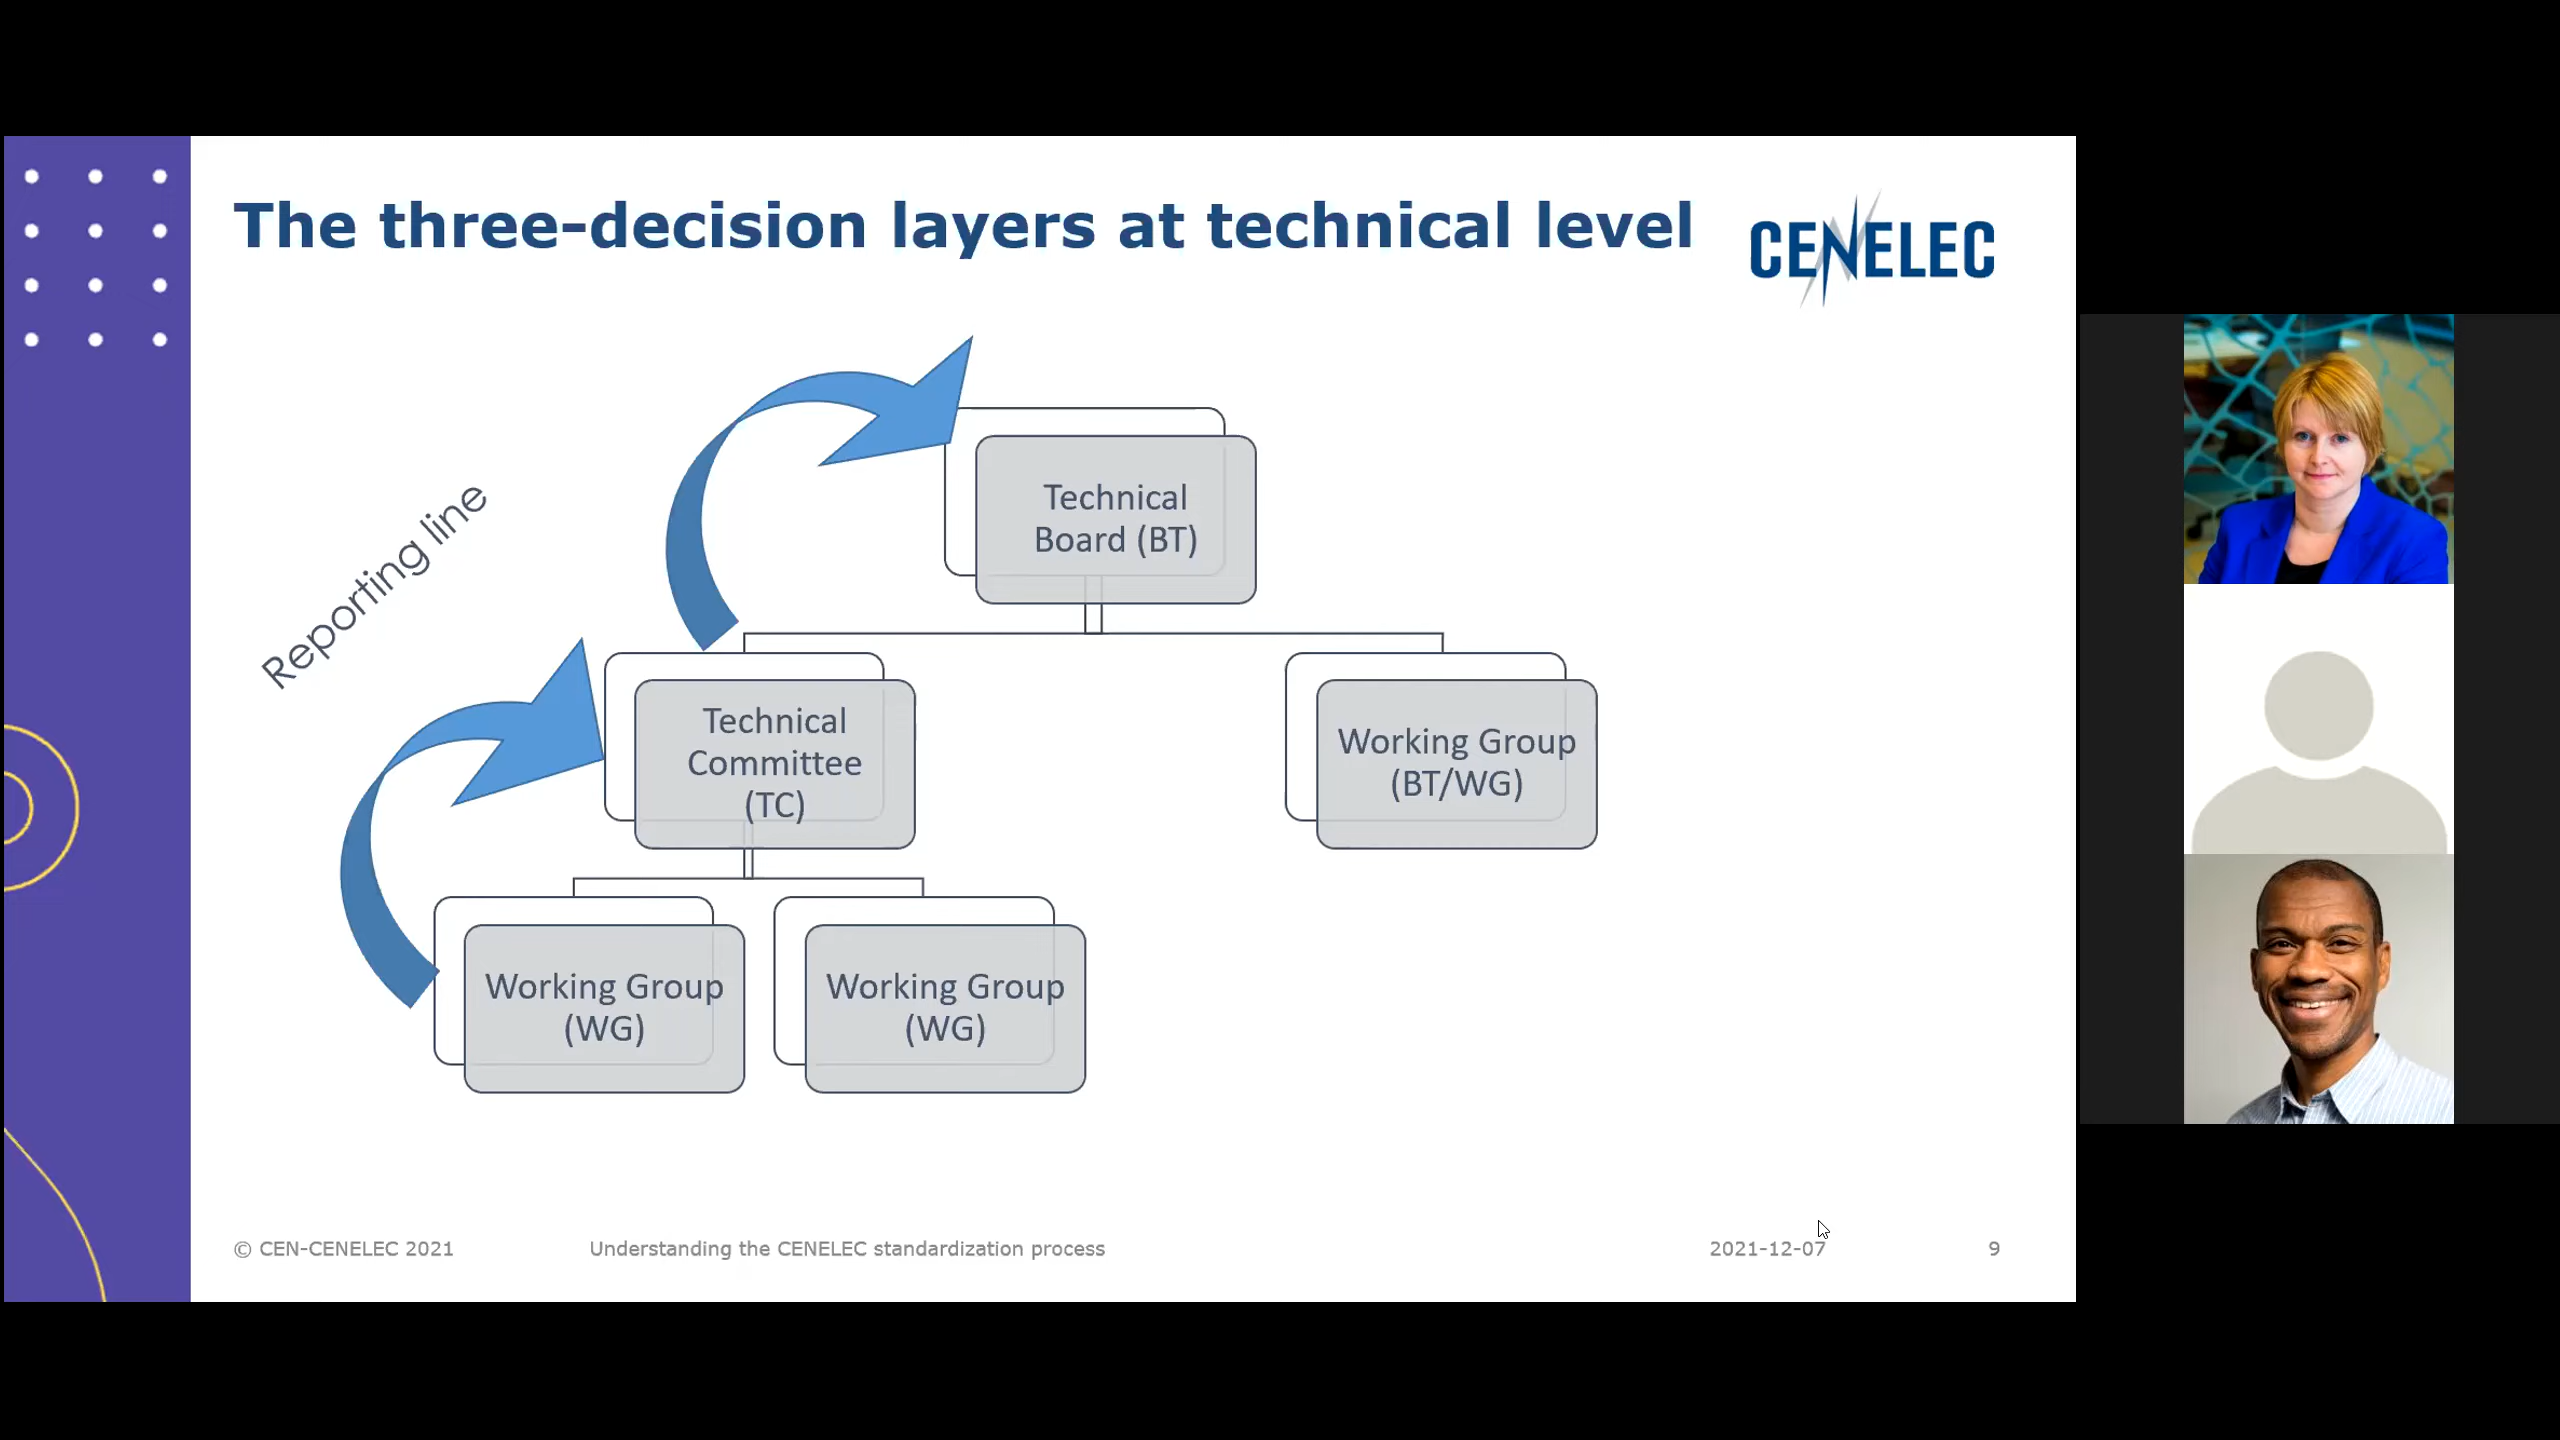 The three-decision layers at technical level
CENELEC
Reporting line
Technical
Board (BT)
Technical
Committee
(TC)
Working Group
(BT/WG)
Working Group
(WG)
Working Group
(WG)
© CEN-CENELEC 2021
Understanding the CENELEC standardization process
2021-12-07
9